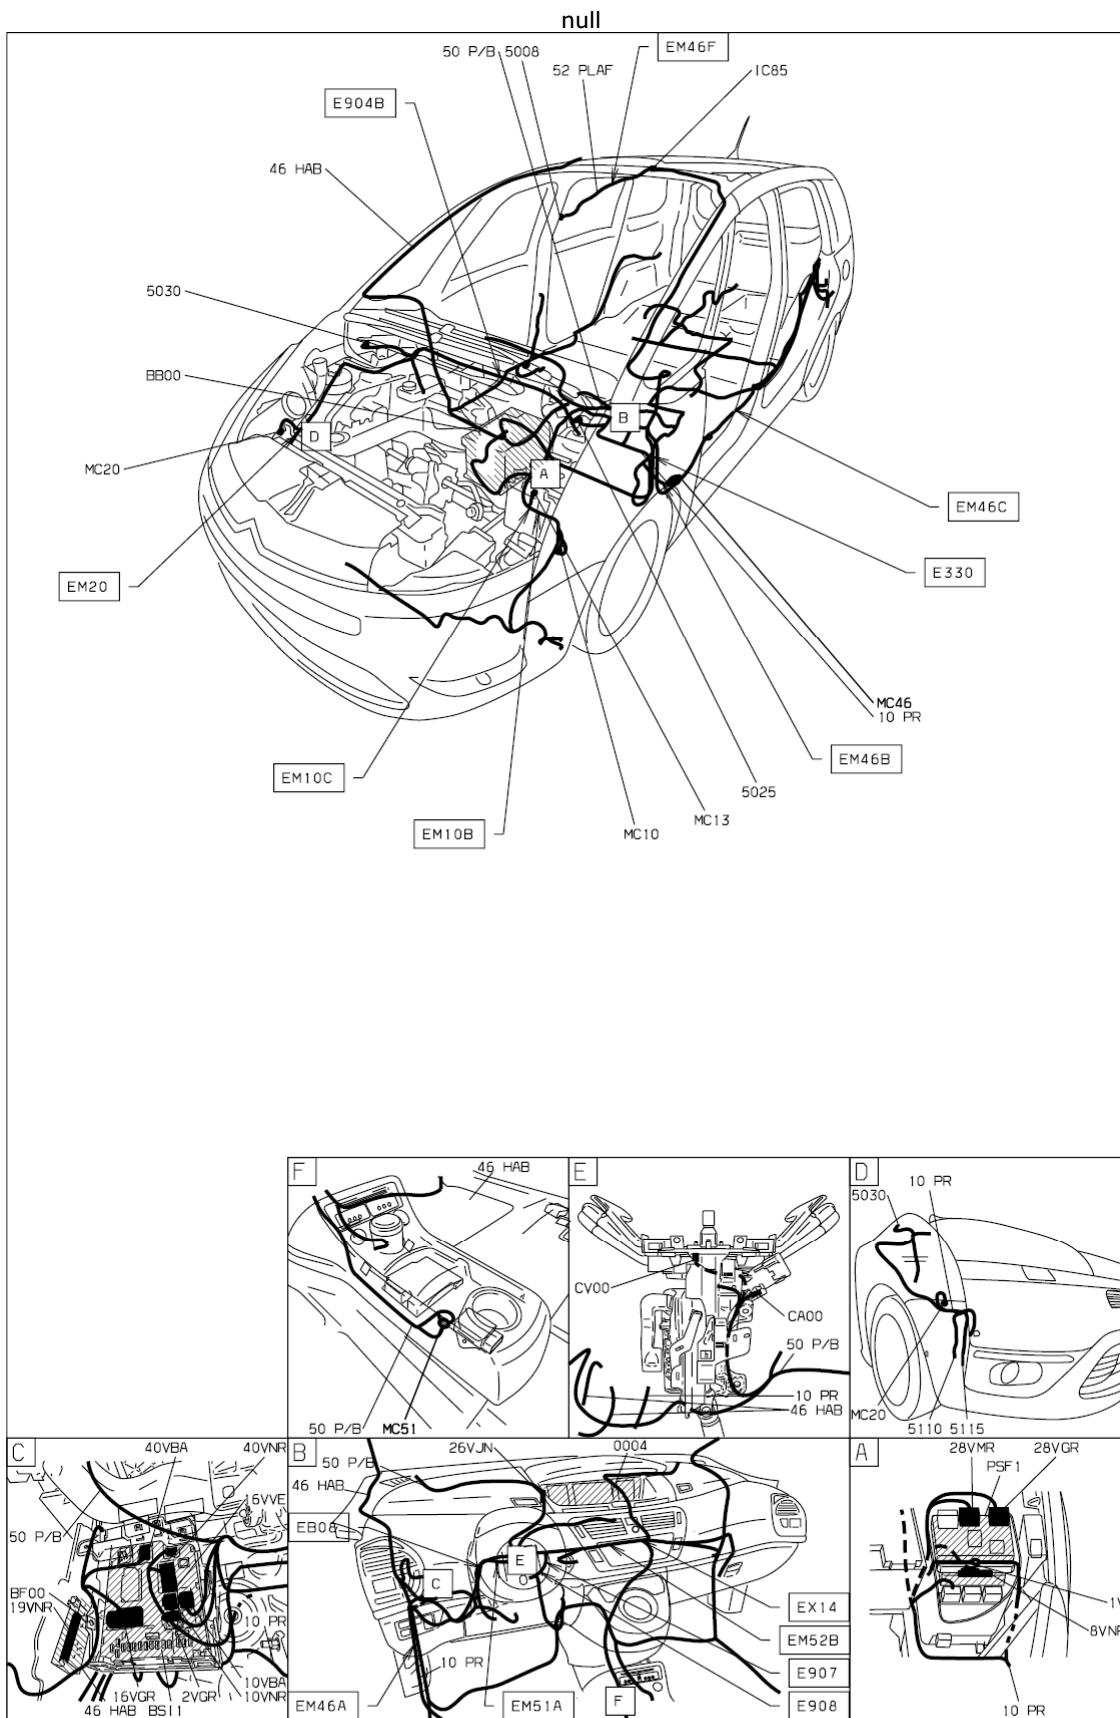 null
50 P/B 5008
EM46F
52 PLAF
IC85
E904B
46 HAB
5030
BB00
B
D
A
MC20
EM46C
E330
EM20
MC46
10 PR
EM46B
EM10C
5025
MC13
EM10B
MC10
F
46 HAB
50 P/B
MC51
E
CV00
CA00
50 P/B
10 PR
46 HAB
D
10 PR
5030
MC20
5110 5115
C
40VBA
40VNR
16VVE
50 P/B
BF00
19VNR
10 PR
10VBA
10VNR
16VGR
2VGR
46 HAB BSI1
B
26VJN
0004
50 P/B
46 HAB
EB08
E
C
EX14
EM52B
10 PR
E907
EM46A
EM51A
F
E908
A
28VMR
28VGR
PSF1
1V
8VNR
10 PR